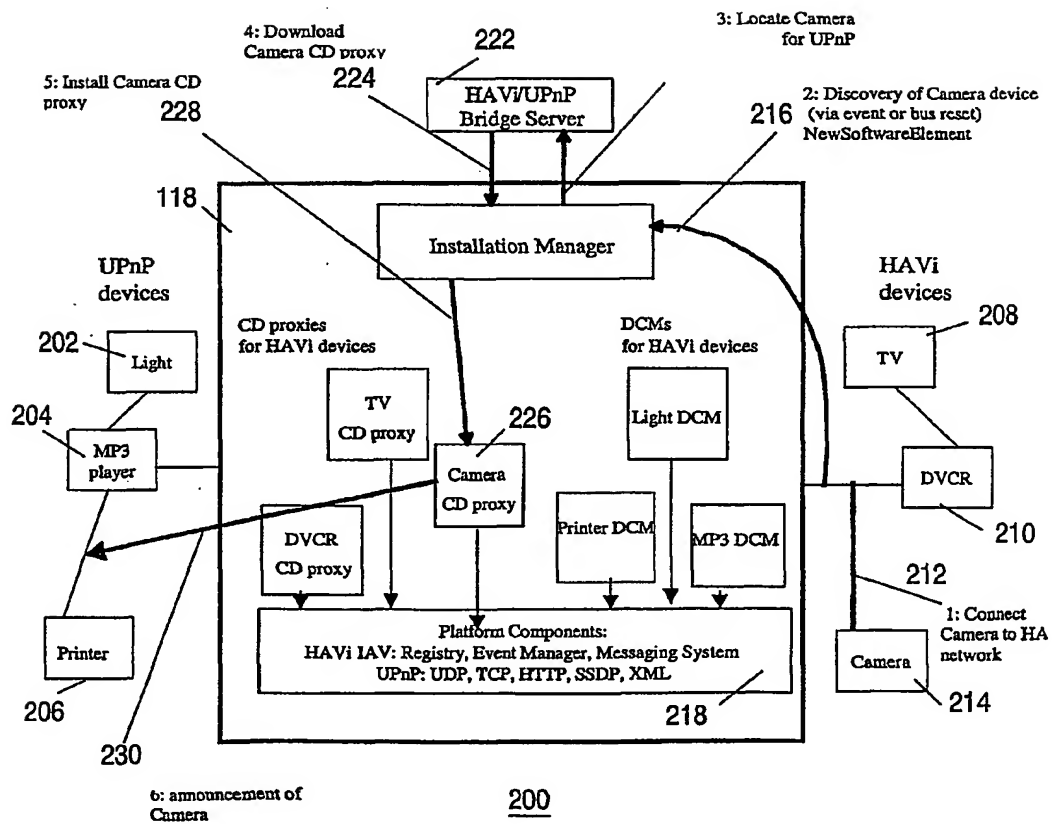 4: Download
Camera CD proxy
222
3: Locate Camera
for UPnP
5: Install Camera CD
proxy
224
228
HAVi/UPnP
Bridge Server
216
2: Discovery of Camera device
(via event or bus reset)
NewSoftwareElement
118
Installation Manager
UPnP
devices
HAVi
devices
202
Light
CD proxies
for HAVi devices
DCMs
for HAVi devices
208
TV
204
MP3
player
TV
CD proxy
226
Light DCM
Camera
CD proxy
DVCR
210
DVCR
CD proxy
Printer DCM
MP3 DCM
212
1: Connect
Camera to HA
network
Printer
206
Platform Components:
HAVi IAV: Registry, Event Manager, Messaging System
UPnP: UDP, TCP, HTTP, SSDP, XML
218
Camera
214
230
6: announcement of
Camera
200